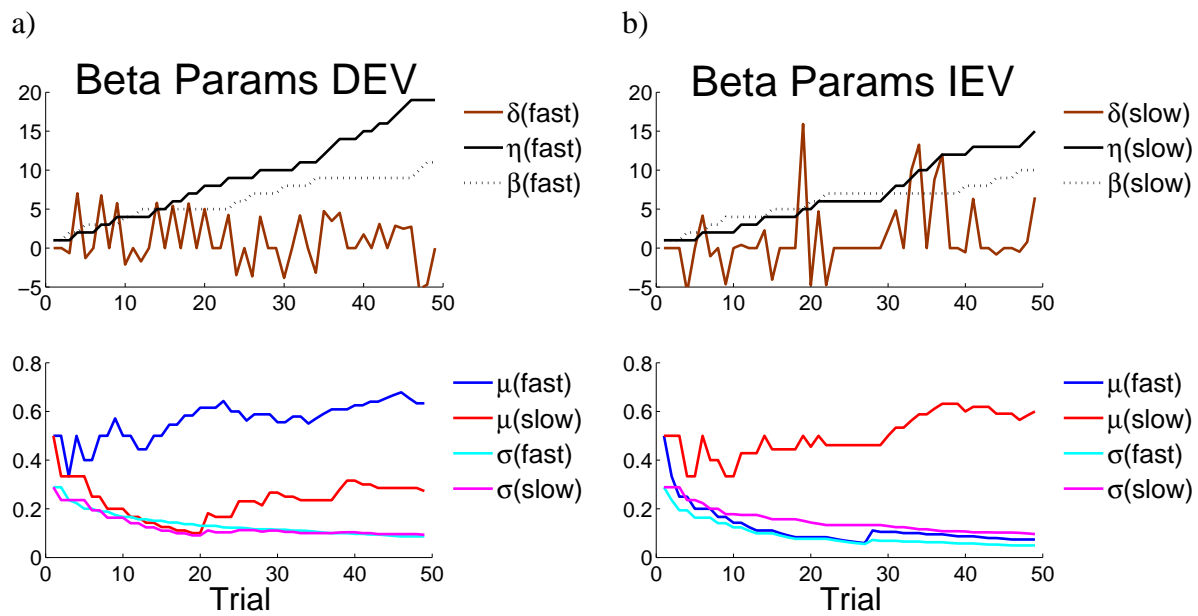 a)
Beta Params DEV
20
15
10
5
0
−5
0 10 20 30 40 50
δ(fast)
η(fast)
β(fast)
b)
Beta Params IEV
20
15
10
5
0
−5
0 10 20 30 40 50
δ(slow)
η(slow)
β(slow)
0.8
0.6
0.4
0.2
0
0 10 20 30 40 50
Trial
μ(fast)
μ(slow)
σ(fast)
σ(slow)
0.8
0.6
0.4
0.2
0
0 10 20 30 40 50
Trial
μ(fast)
μ(slow)
σ(fast)
σ(slow)